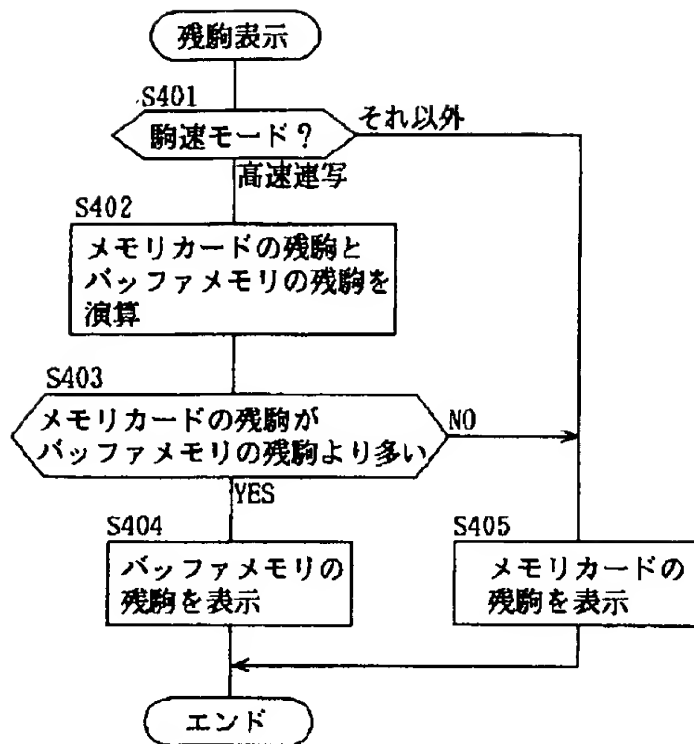 残駒表示
S401
駒速モード？
それ以外
高速連写
S402
メモリカードの残駒と
バッファメモリの残駒を
演算
S403
メモリカードの残駒が
バッファメモリの残駒より多い
NO
YES
S404
バッファメモリの
残駒を表示
S405
メモリカードの
残駒を表示
エンド